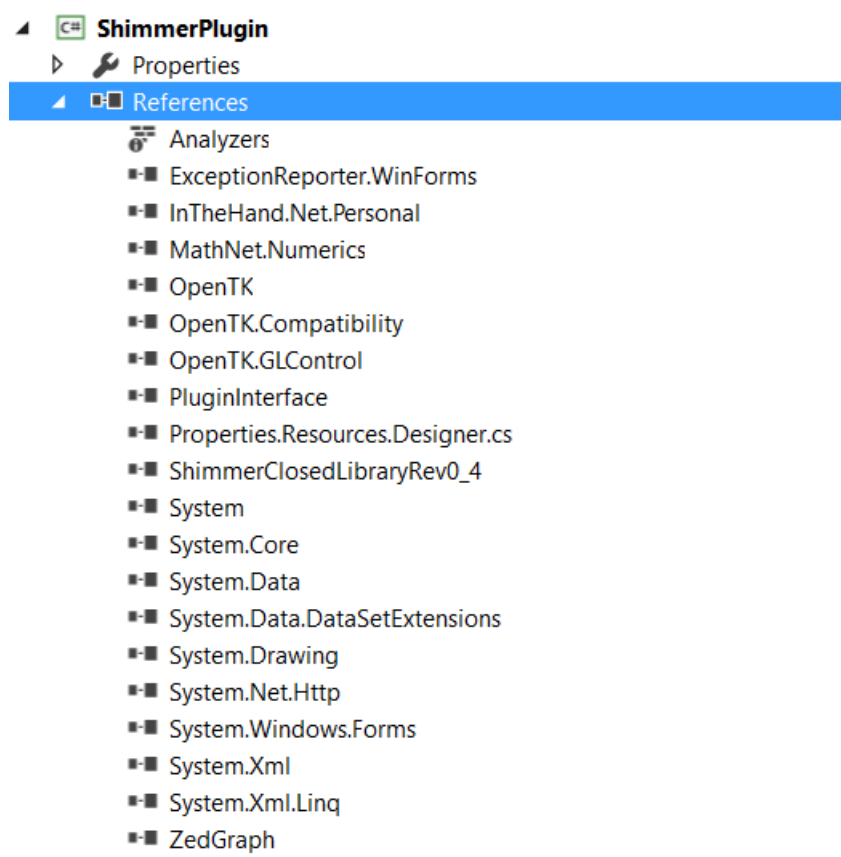 C# ShimmerPlugin
Properties
References
Analyzers
ExceptionReporter.WinForms
InTheHand.Net.Personal
MathNet.Numerics
OpenTK
OpenTK.Compatibility
OpenTK.GLControl
PluginInterface
Properties.Resources.Designer.cs
ShimmerClosedLibraryRev0_4
System
System.Core
System.Data
System.Data.DataSetExtensions
System.Drawing
System.Net.Http
System.Windows.Forms
System.Xml
System.Xml.Linq
ZedGraph